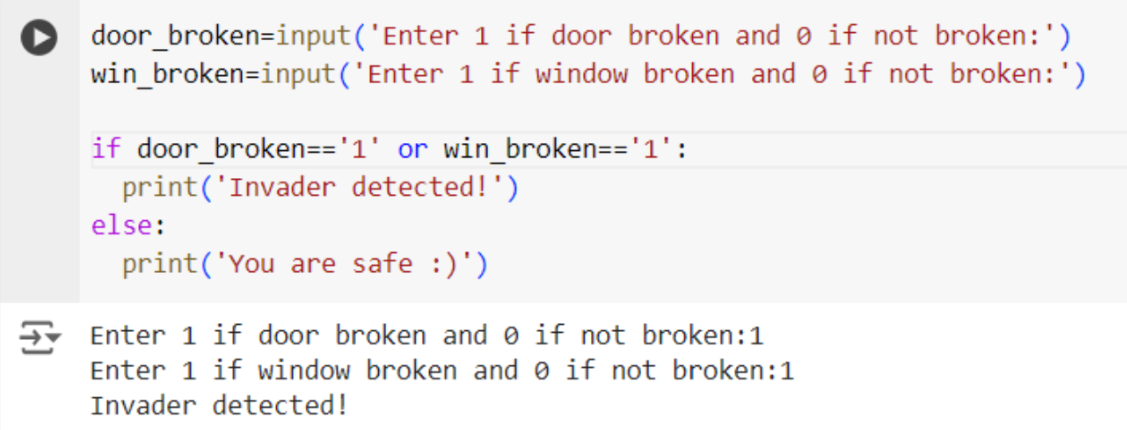 door_broken=input('Enter 1 if door broken and 0 if not broken:')
win_broken=input('Enter 1 if window broken and 0 if not broken:')
if door_broken=='1' or win_broken=='1':
  print('Invader detected!')
else:
  print('You are safe :)')
Enter 1 if door broken and 0 if not broken:1
Enter 1 if window broken and 0 if not broken:1
Invader detected!